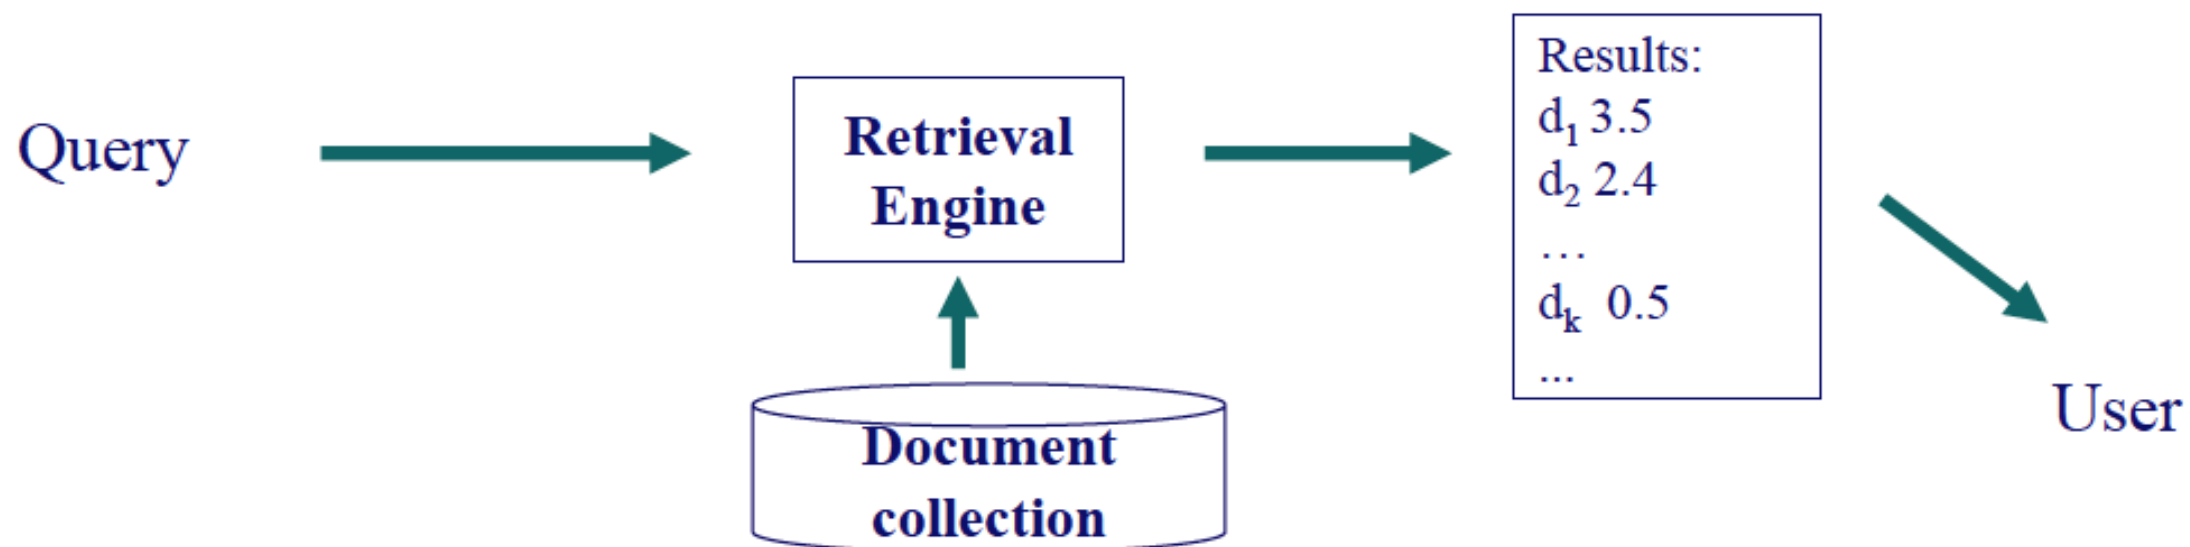 Query
Retrieval
Engine
Document
collection
Results:
d₁ 3.5
d₂ 2.4
…
dₖ 0.5
...
User